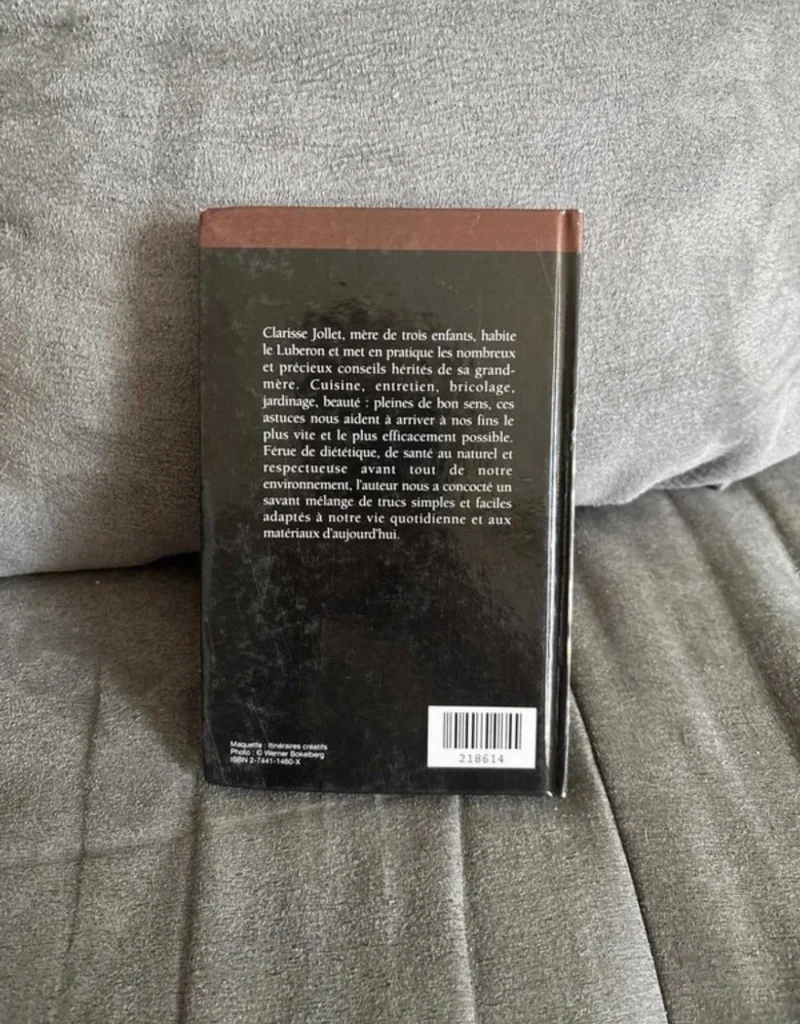 Clarisse Jollet, mère de trois enfants, habite
le Luberon et met en pratique les nombreux
et précieux conseils hérités de sa grand-
mère. Cuisine, entretien, bricolage,
jardinage, beauté : pleines de bon sens, ces
astuces nous aident à arriver à nos fins le
plus vite et le plus efficacement possible.
Férue de diététique, de santé au naturel et
respectueuse avant tout de notre
environnement, l'auteur nous a concocté un
savant mélange de trucs simples et faciles
adaptés à notre vie quotidienne et aux
matériaux d'aujourd'hui.
Maquette : Itinéraires créatifs
Photo : © Werner Bokelberg
ISBN 2-7441-1460-X
218614